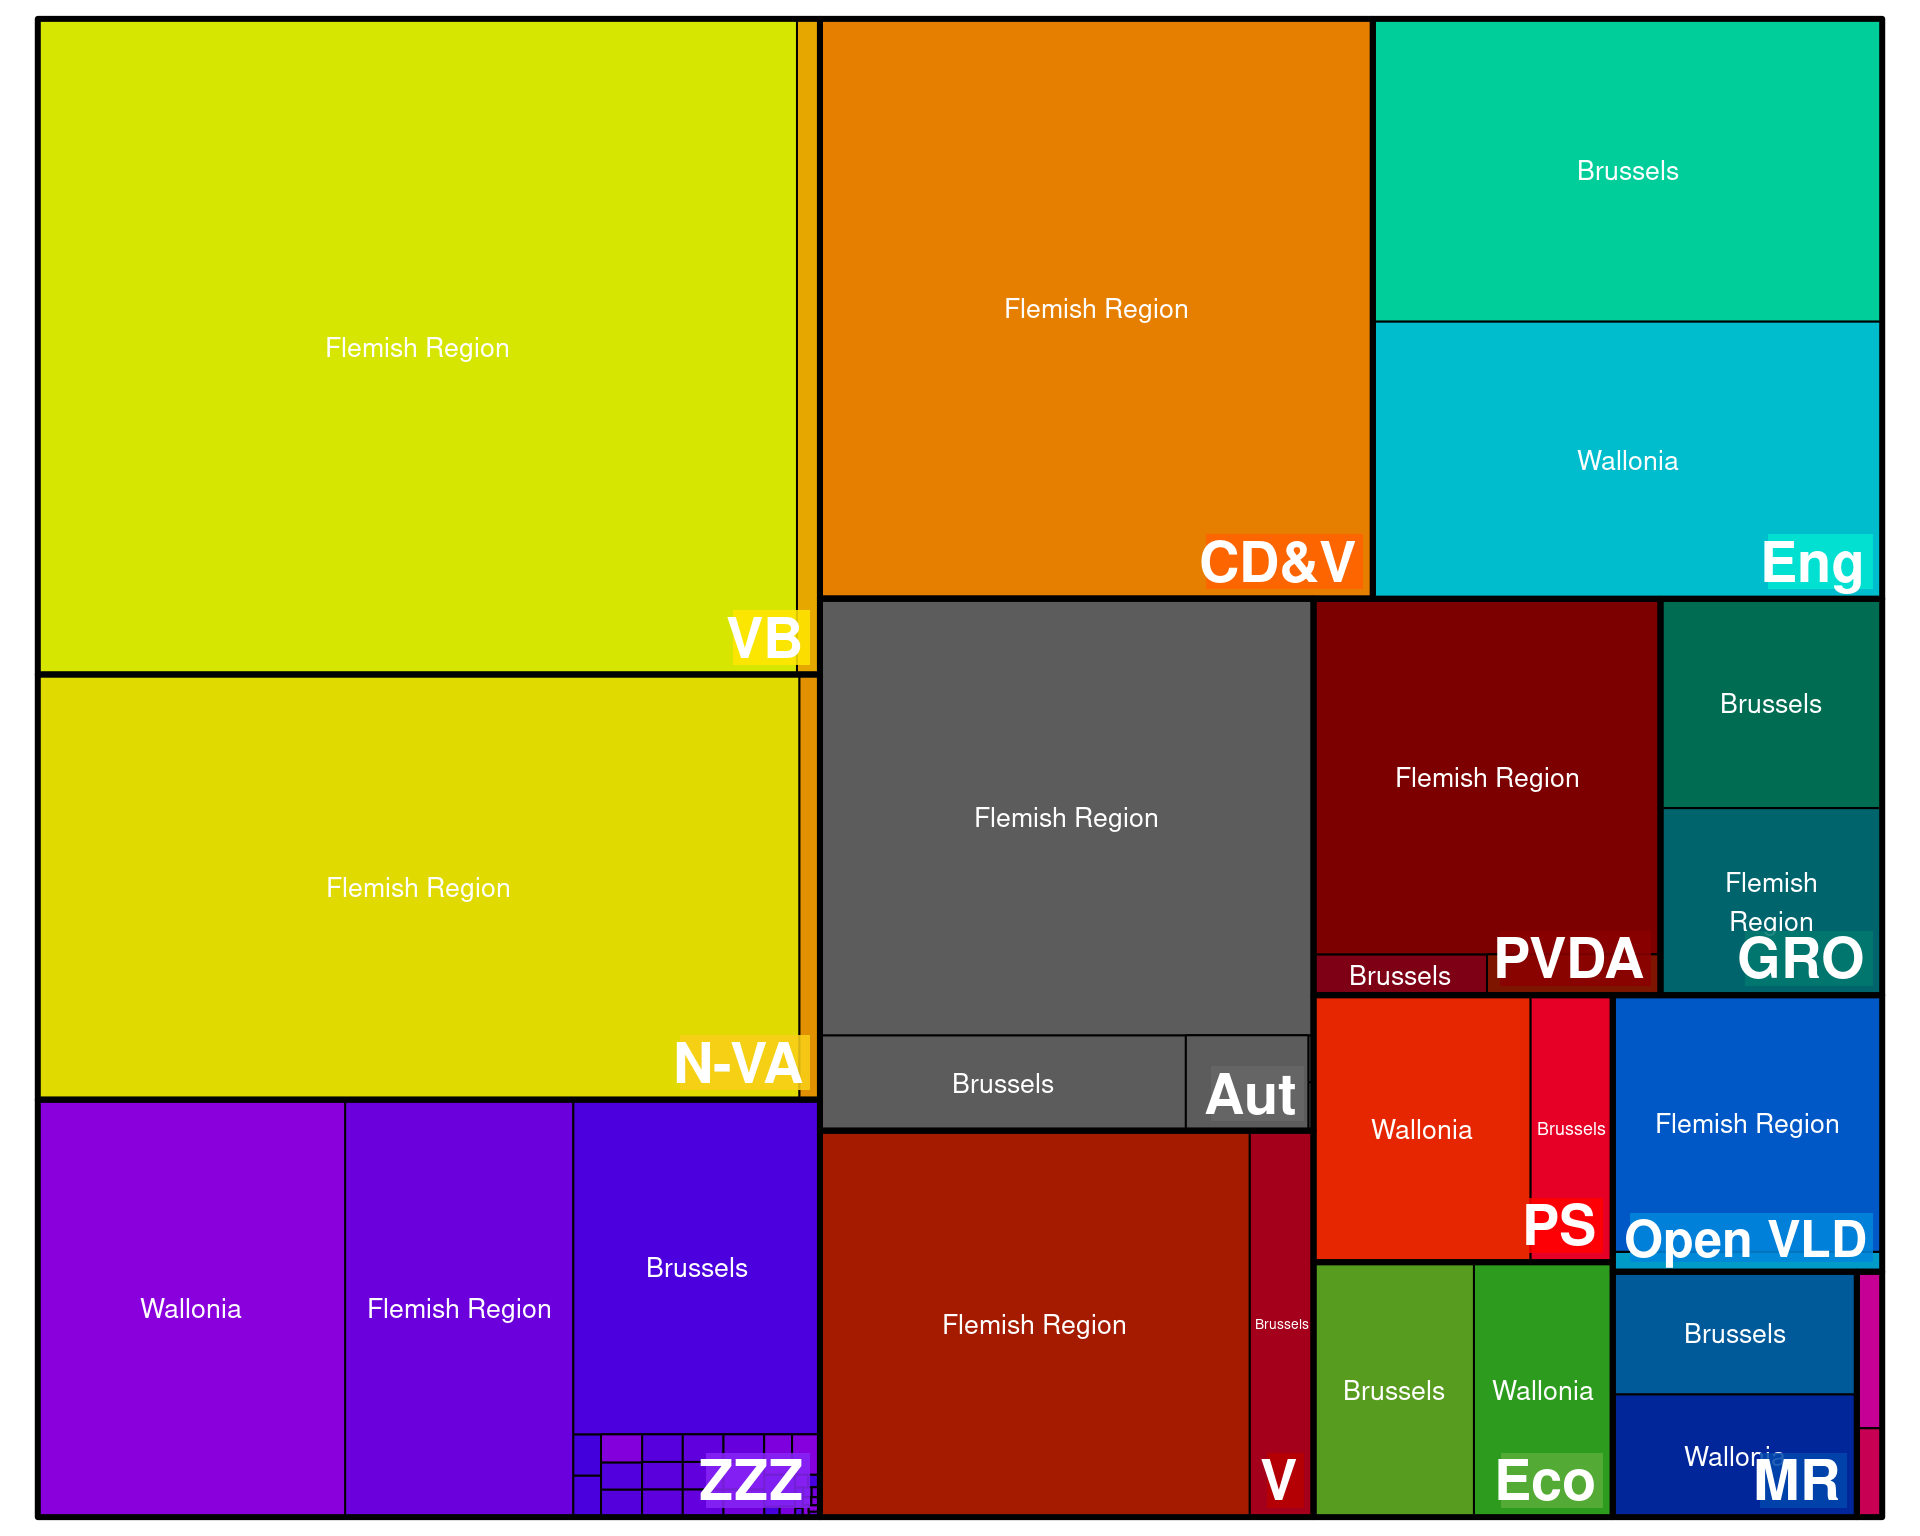 Flemish Region
VB
Flemish Region
CD&V
Brussels
Wallonia
Eng
Flemish Region
N-VA
Flemish Region
Brussels
Aut
Flemish Region
Brussels
PVDA
Brussels
Flemish
Region
GRO
Wallonia
Flemish Region
Brussels
ZZZ
Flemish Region
Brussels
V
Wallonia
Brussels
PS
Flemish Region
Open VLD
Brussels
Wallonia
Eco
Brussels
Wallonia
MR